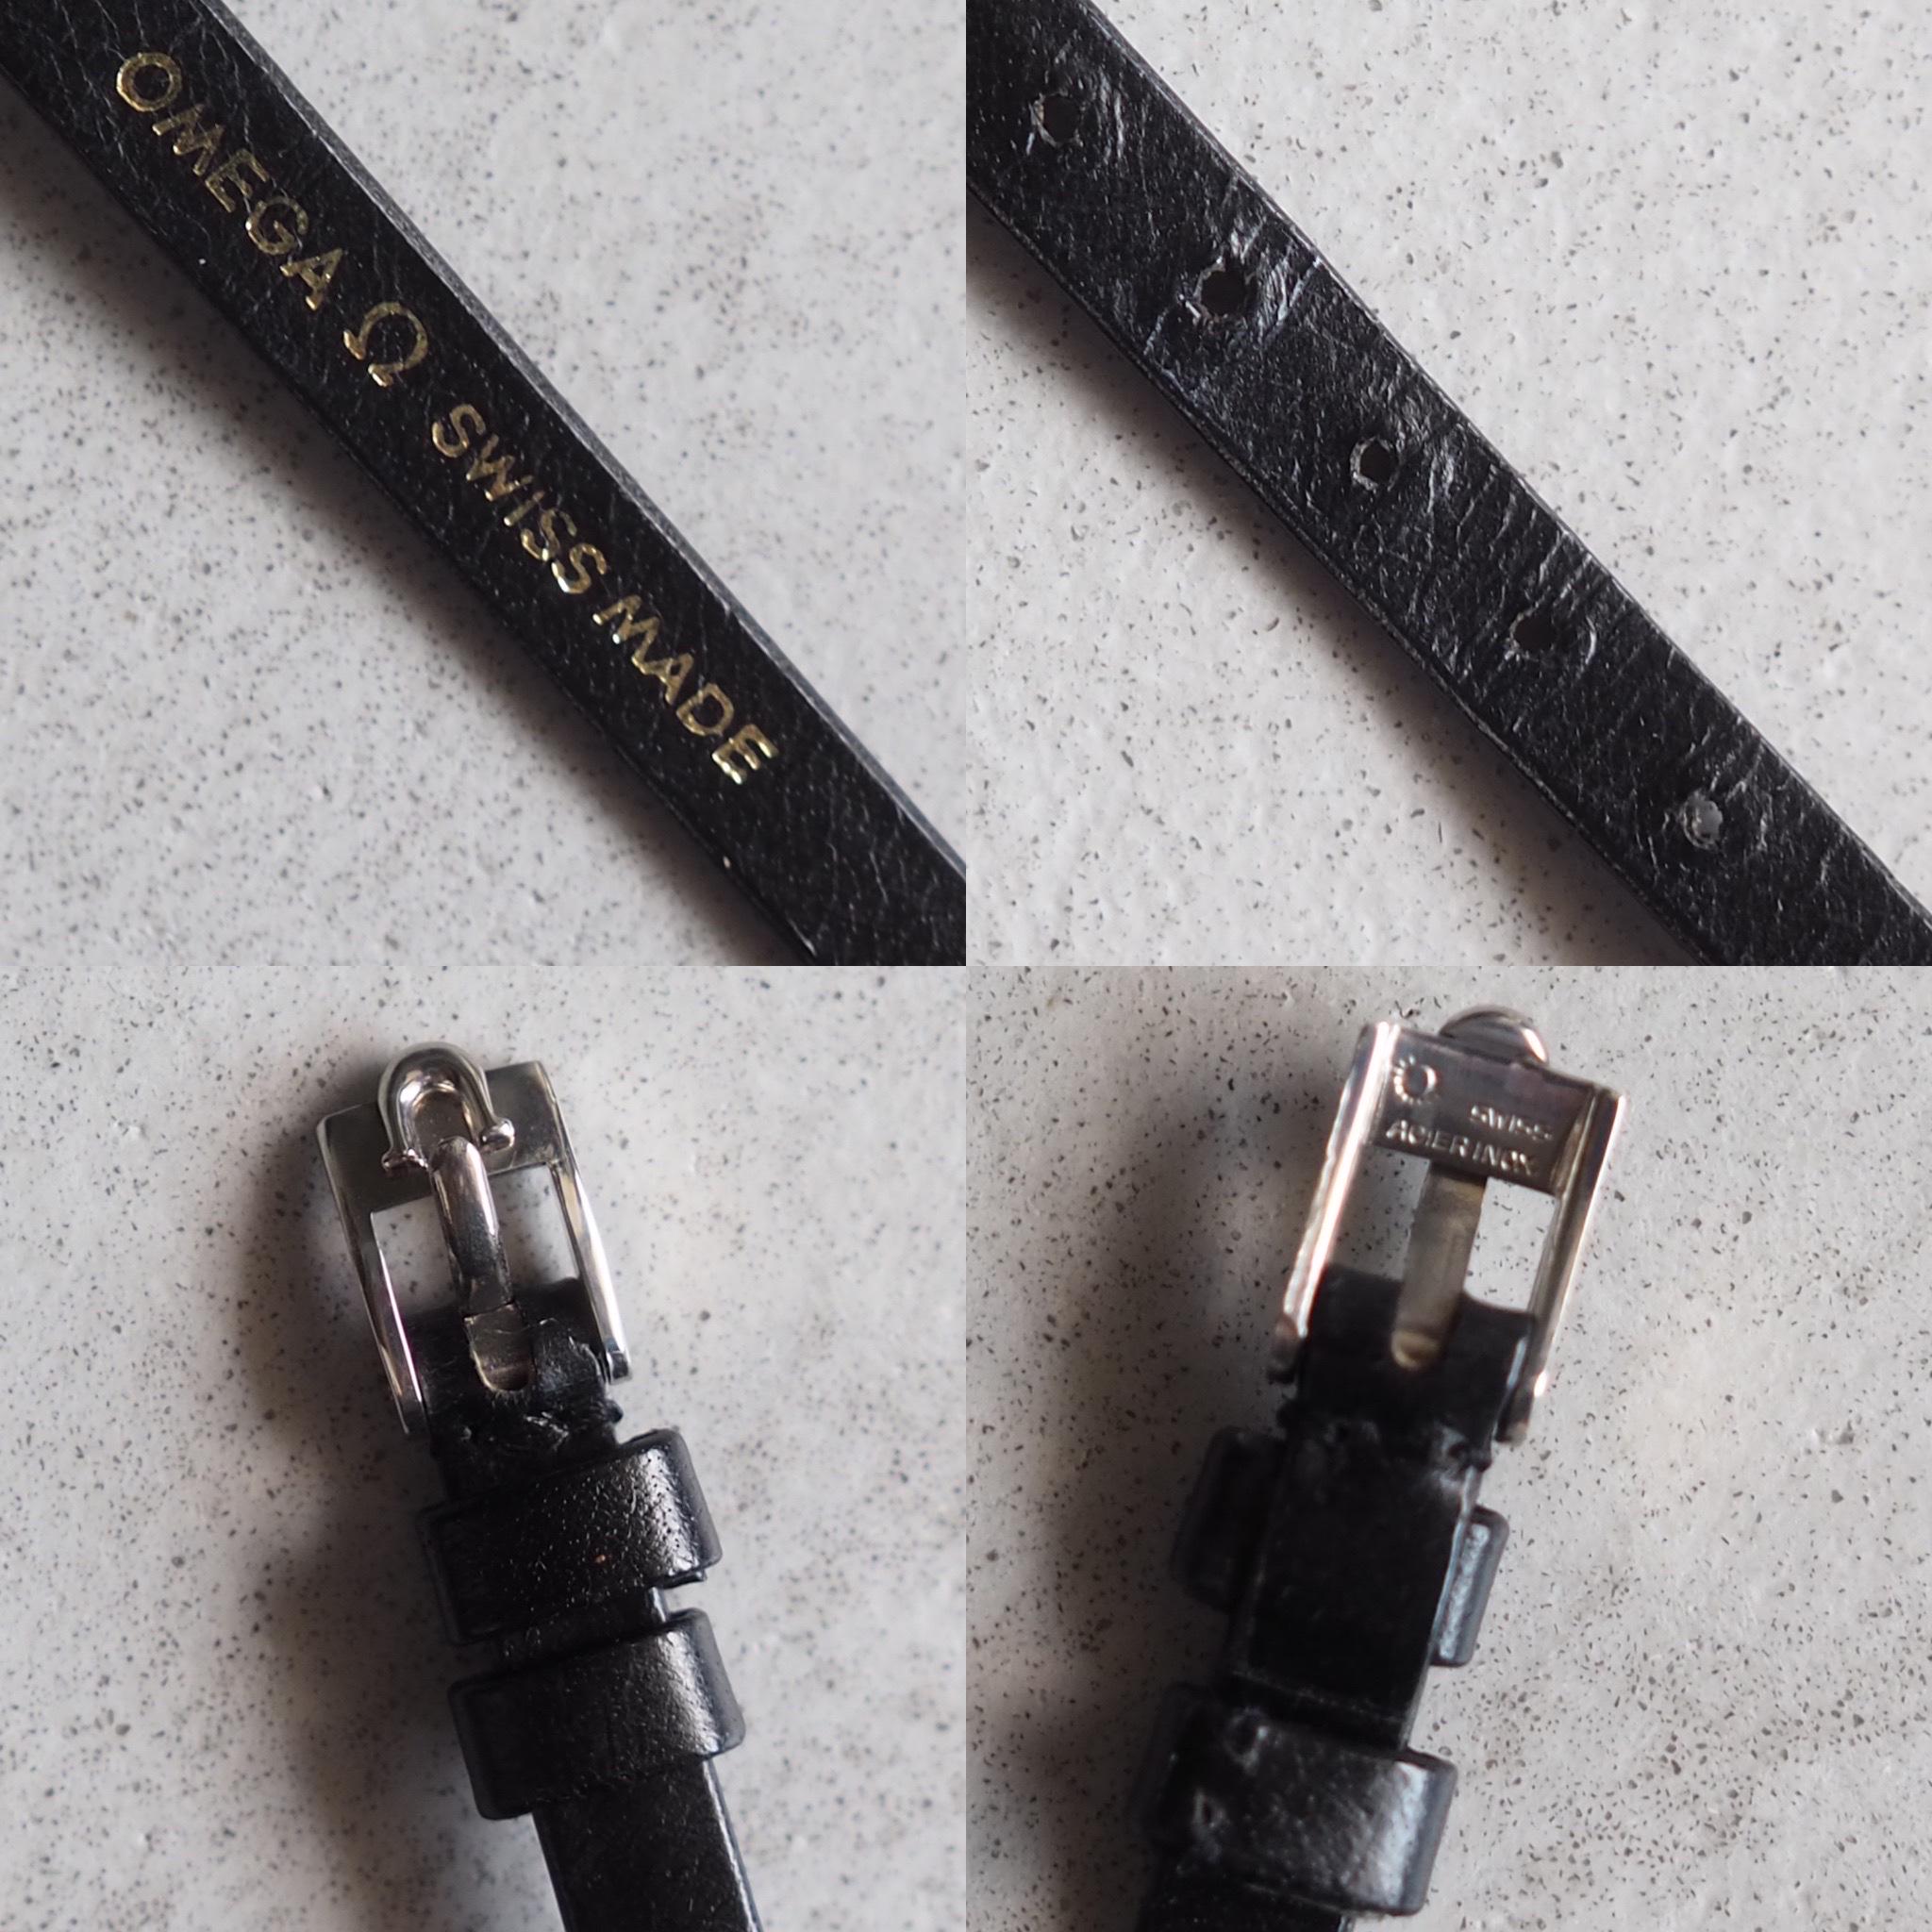 OMEGA Ω SWISS MADE
SWISS
ACIER INOX